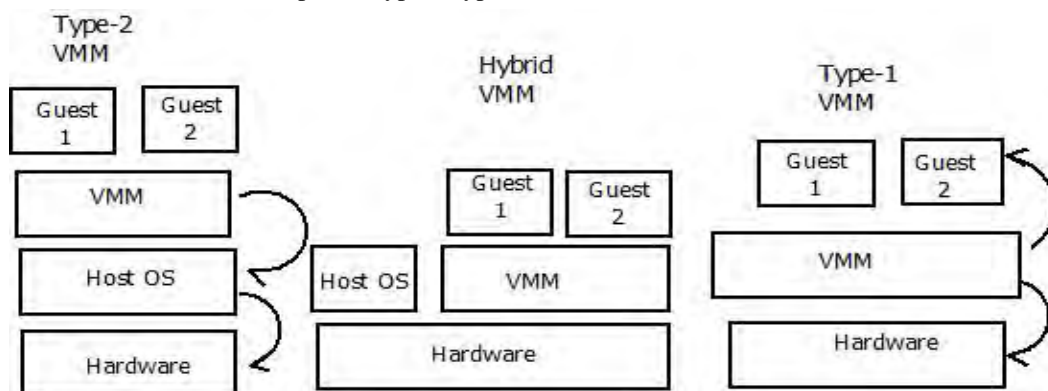 Type-2
VMM
Guest
1
Guest
2
VMM
Host OS
Hardware
Hybrid
VMM
Guest
1
Guest
2
Host OS
VMM
Hardware
Type-1
VMM
Guest
1
Guest
2
VMM
Hardware